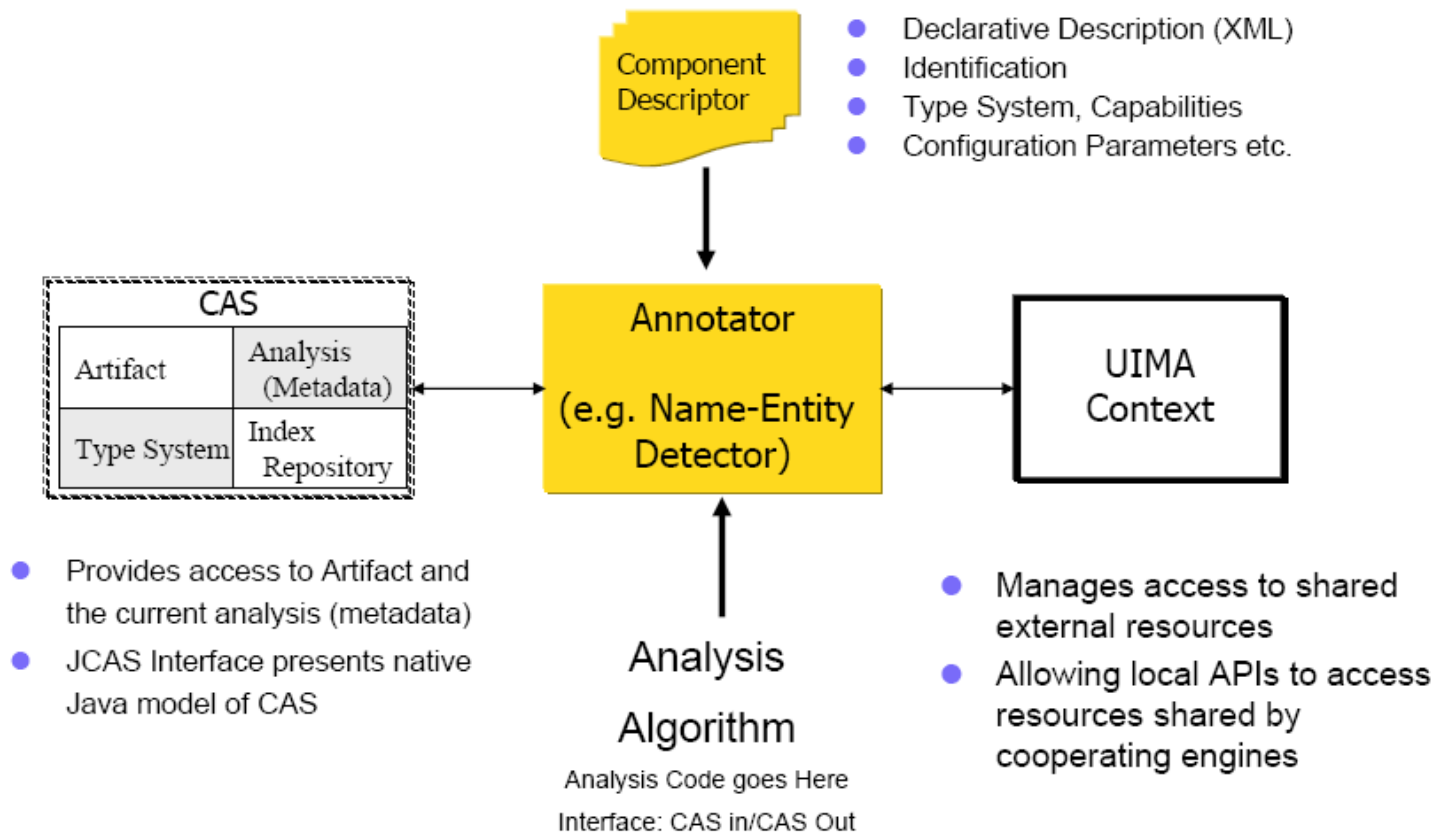 Component
Descriptor
Declarative Description (XML)
Identification
Type System, Capabilities
Configuration Parameters etc.
CAS
Artifact
Analysis
(Metadata)
Type System
Index
Repository
Annotator
(e.g. Name-Entity
Detector)
UIMA
Context
Provides access to Artifact and
the current analysis (metadata)
JCAS Interface presents native
Java model of CAS
Analysis
Algorithm
Analysis Code goes Here
Interface: CAS in/CAS Out
Manages access to shared
external resources
Allowing local APIs to access
resources shared by
cooperating engines